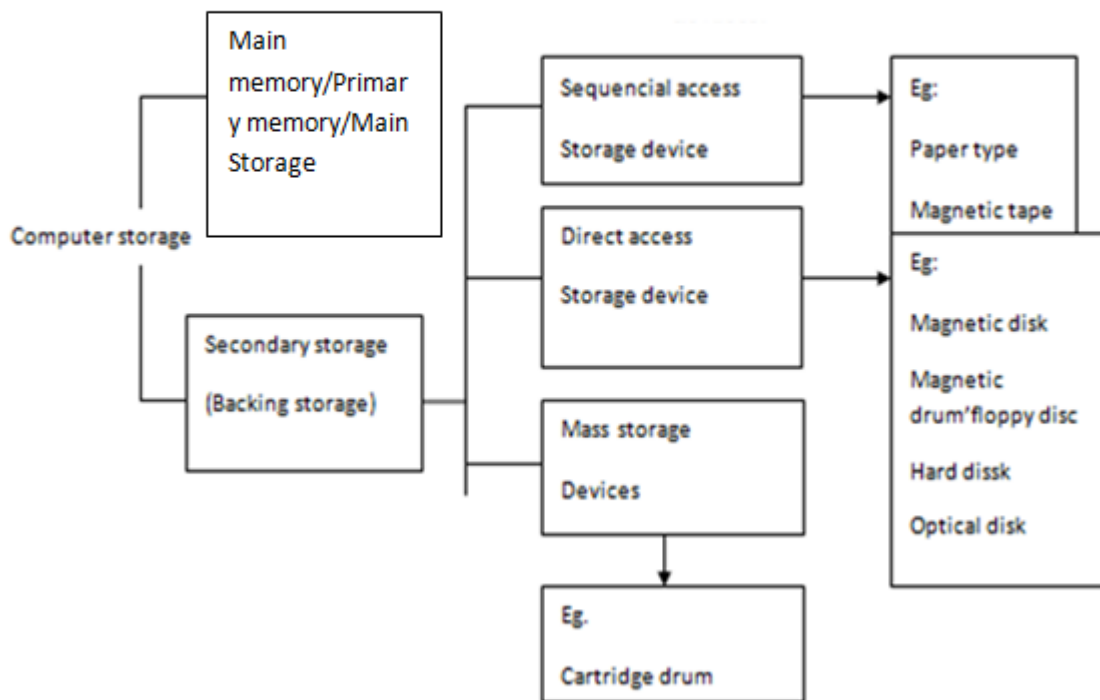 Main
memory/Primar
y memory/Main
Storage
Computer storage
Secondary storage
(Backing storage)
Sequencial access
Storage device
Eg:
Paper type
Magnetic tape
Direct access
Storage device
Eg:
Magnetic disk
Magnetic
drum'floppy disc
Hard dissk
Optical disk
Mass storage
Devices
Eg.
Cartridge drum